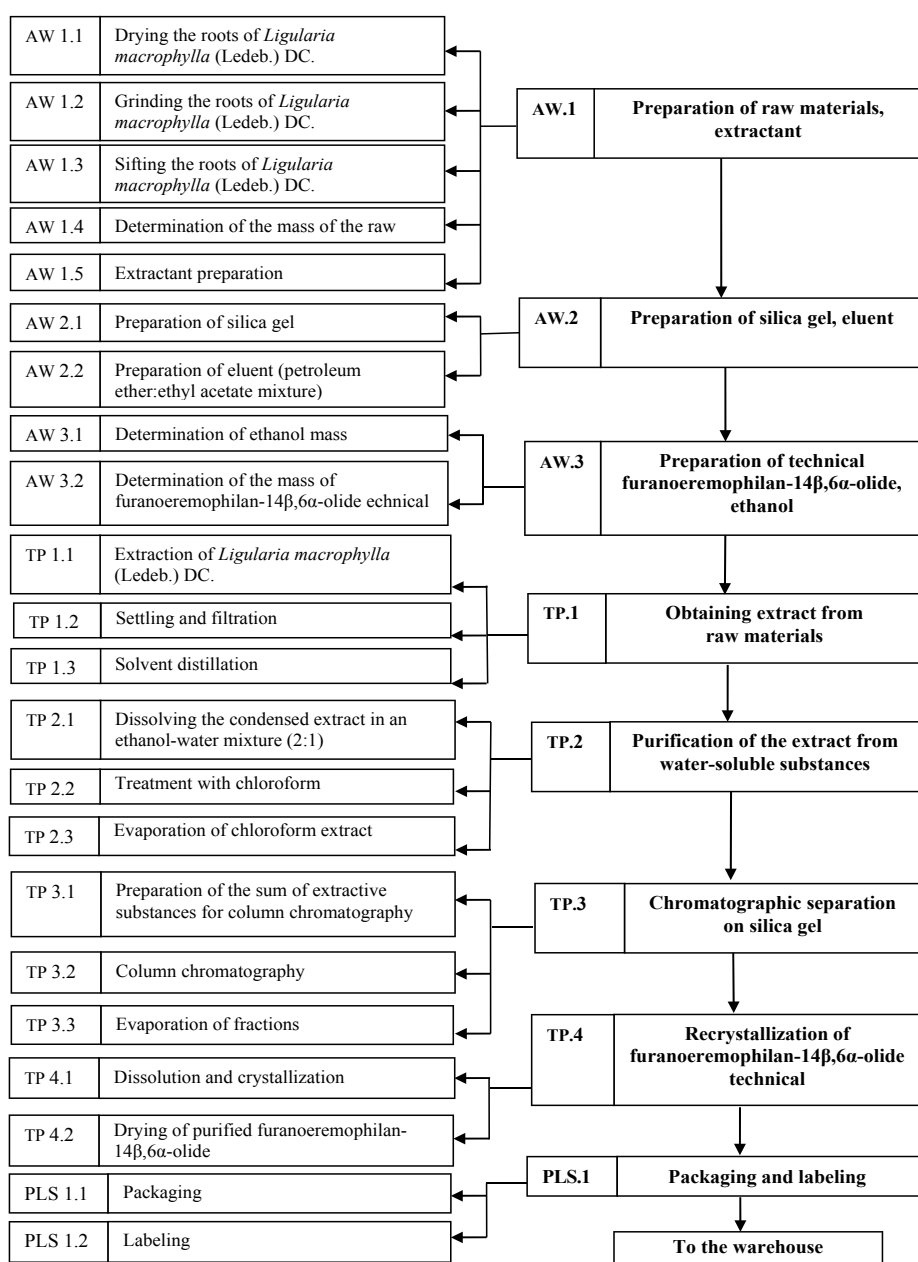 AW 1.1
Drying the roots of Ligularia
macrophylla (Ledeb.) DC.
AW 1.2
Grinding the roots of Ligularia
macrophylla (Ledeb.) DC.
AW 1.3
Sifting the roots of Ligularia
macrophylla (Ledeb.) DC.
AW 1.4
Determination of the mass of the raw
AW 1.5
Extractant preparation
AW.1
Preparation of raw materials,
extractant
AW 2.1
Preparation of silica gel
AW 2.2
Preparation of eluent (petroleum
ether:ethyl acetate mixture)
AW.2
Preparation of silica gel, eluent
AW 3.1
Determination of ethanol mass
AW 3.2
Determination of the mass of
furanoeremophilan-14β,6α-olide echnical
AW.3
Preparation of technical
furanoeremophilan-14β,6α-olide,
ethanol
TP 1.1
Extraction of Ligularia macrophylla
(Ledeb.) DC.
TP 1.2
Settling and filtration
TP 1.3
Solvent distillation
TP.1
Obtaining extract from
raw materials
TP 2.1
Dissolving the condensed extract in an
ethanol-water mixture (2:1)
TP 2.2
Treatment with chloroform
TP 2.3
Evaporation of chloroform extract
TP.2
Purification of the extract from
water-soluble substances
TP 3.1
Preparation of the sum of extractive
substances for column chromatography
TP 3.2
Column chromatography
TP 3.3
Evaporation of fractions
TP.3
Chromatographic separation
on silica gel
TP 4.1
Dissolution and crystallization
TP 4.2
Drying of purified furanoeremophilan-
14β,6α-olide
TP.4
Recrystallization of
furanoeremophilan-14β,6α-olide
technical
PLS 1.1
Packaging
PLS 1.2
Labeling
PLS.1
Packaging and labeling
To the warehouse